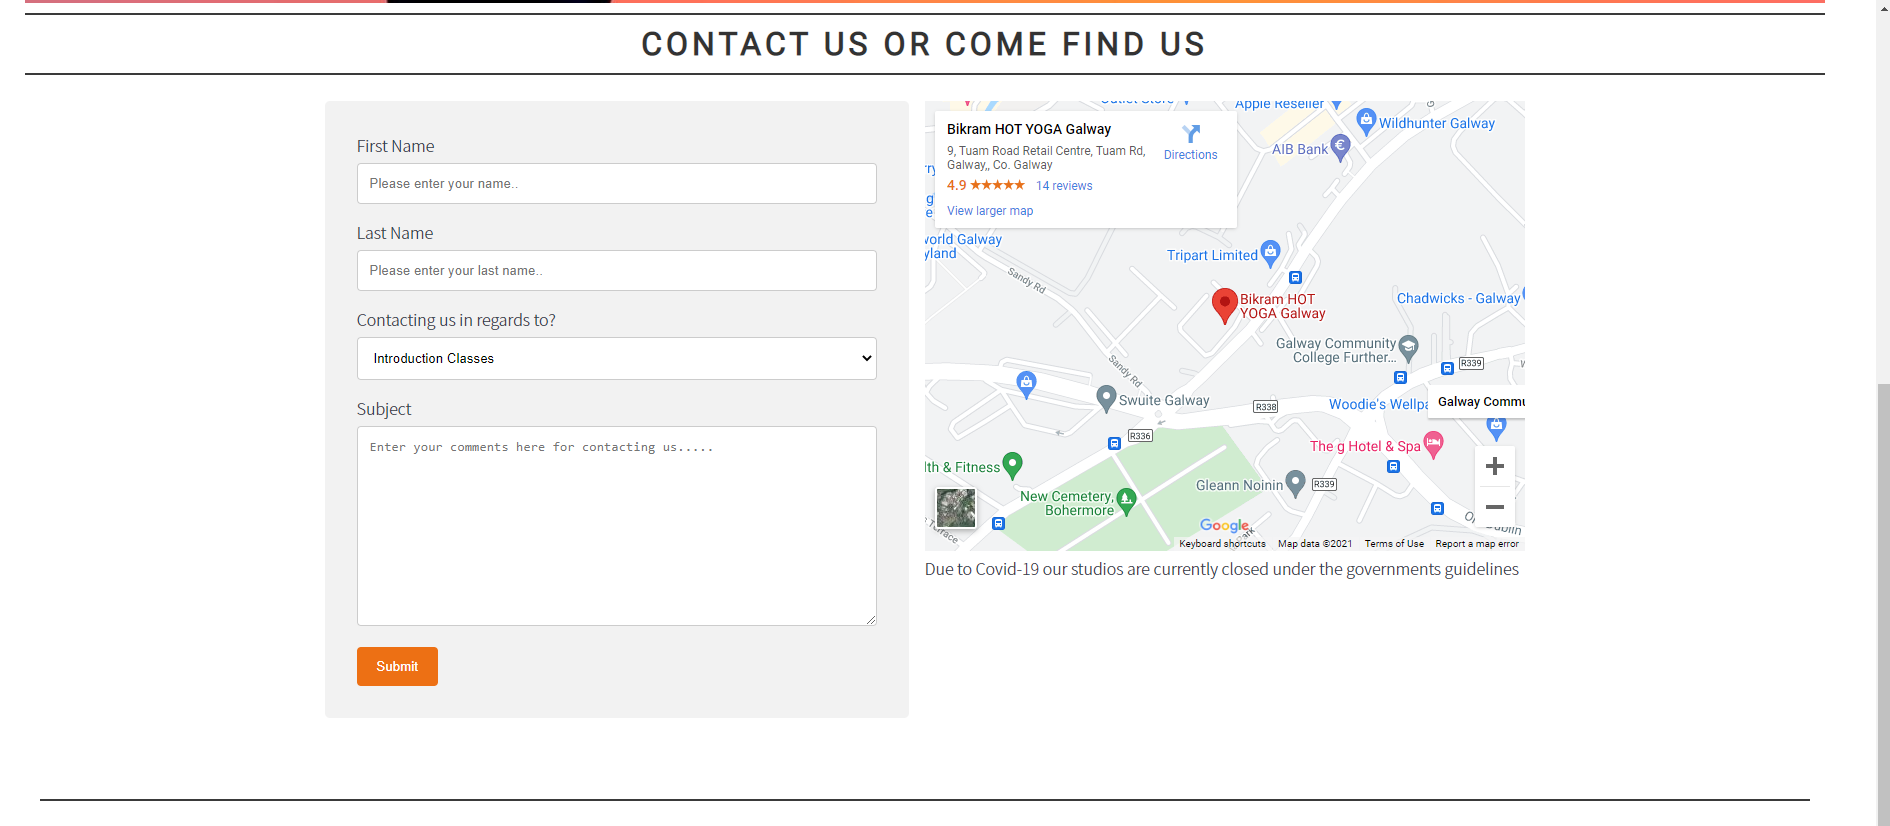 CONTACT US OR COME FIND US
First Name
Please enter your name..
Last Name
Please enter your last name..
Contacting us in regards to?
Introduction Classes
Subject
Enter your comments here for contacting us.....
Submit
Bikram HOT YOGA Galway
9, Tuam Road Retail Centre, Tuam Rd,
Galway,, Co. Galway
4.9
14 reviews
View larger map
Directions
Outlet Store
Apple Reseller
Wildhunter Galway
AIB Bank
world Galway
yland
Sandy Rd
Tripart Limited
Bikram HOT
YOGA Galway
Chadwicks - Galway
Galway Community
College Further...
R339
Sandy Rd
Swuite Galway
R338
Woodie's Wellpa
Galway Commu
R336
The g Hotel & Spa
lth & Fitness
Gleann Noinin
R339
New Cemetery,
Bohermore
Google
Keyboard shortcuts
Map data ©2021
Terms of Use
Report a map error
Due to Covid-19 our studios are currently closed under the governments guidelines